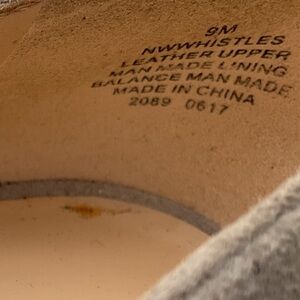 9M
NWWHISTLES
LEATHER UPPER
MAN MADE LINING
BALANCE MAN MADE
MADE IN CHINA
2089 0617